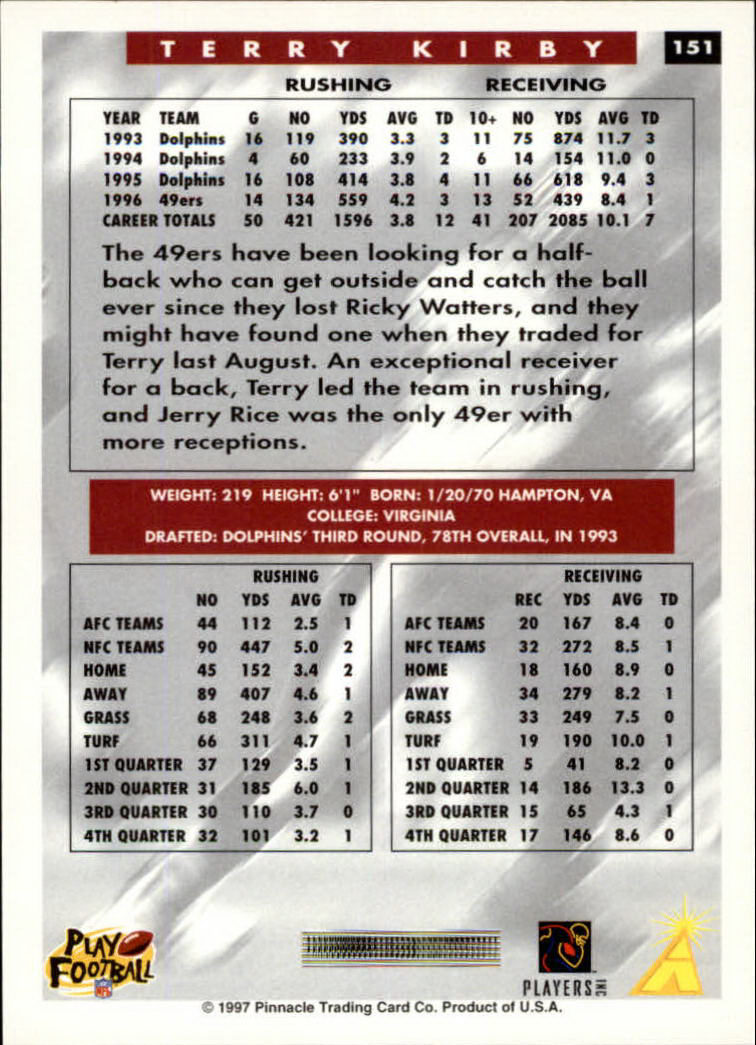 TERRY KIRBY 151
RUSHING RECEIVING
YEAR TEAM G NO YDS AVG TD 10+ NO YDS AVG TD
1993 Dolphins 16 119 390 3.3 3 11 75 874 11.7 3
1994 Dolphins 4 60 233 3.9 2 6 14 154 11.0 0
1995 Dolphins 16 108 414 3.8 4 11 66 618 9.4 3
1996 49ers 14 134 559 4.2 3 13 52 439 8.4 1
CAREER TOTALS 50 421 1596 3.8 12 41 207 2085 10.1 7
The 49ers have been looking for a half-
back who can get outside and catch the ball
ever since they lost Ricky Watters, and they
might have found one when they traded for
Terry last August. An exceptional receiver
for a back, Terry led the team in rushing,
and Jerry Rice was the only 49er with
more receptions.
WEIGHT: 219 HEIGHT: 6'1" BORN: 1/20/70 HAMPTON, VA
COLLEGE: VIRGINIA
DRAFTED: DOLPHINS' THIRD ROUND, 78TH OVERALL, IN 1993
RUSHING
NO YDS AVG TD
AFC TEAMS 44 112 2.5 1
NFC TEAMS 90 447 5.0 2
HOME 45 152 3.4 2
AWAY 89 407 4.6 1
GRASS 68 248 3.6 2
TURF 66 311 4.7 1
1ST QUARTER 37 129 3.5 1
2ND QUARTER 31 185 6.0 1
3RD QUARTER 30 110 3.7 0
4TH QUARTER 32 101 3.2 1
RECEIVING
REC YDS AVG TD
AFC TEAMS 20 167 8.4 0
NFC TEAMS 32 272 8.5 1
HOME 18 160 8.9 0
AWAY 34 279 8.2 1
GRASS 33 249 7.5 0
TURF 19 190 10.0 1
1ST QUARTER 5 41 8.2 0
2ND QUARTER 14 186 13.3 0
3RD QUARTER 15 65 4.3 1
4TH QUARTER 17 146 8.6 0
PLAY
FOOTBALL
NFL
PLAYERS INC
© 1997 Pinnacle Trading Card Co. Product of U.S.A.